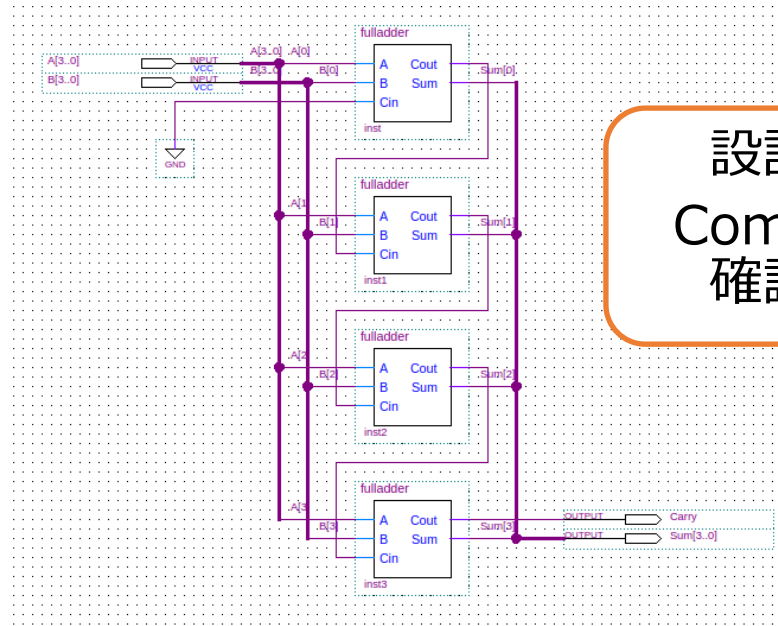 fulladder
A[3..0]
INPUT
VCC
A[3..0]
A[0]
A
Cout
Sum[0]
B[3..0]
INPUT
VCC
B[3..0]
B[0]
B
Sum
Cin
inst
GND
fulladder
A[1
A
Cout
Sum[1]
B[1]
B
Sum
Cin
inst1
fulladder
A[2
A
Cout
Sum[2]
B[2]
B
Sum
Cin
inst2
fulladder
A[3
A
Cout
Sum[3]
OUTPUT
Carry
B[3]
B
Sum
OUTPUT
Sum[3..0]
Cin
inst3
設
Com
確